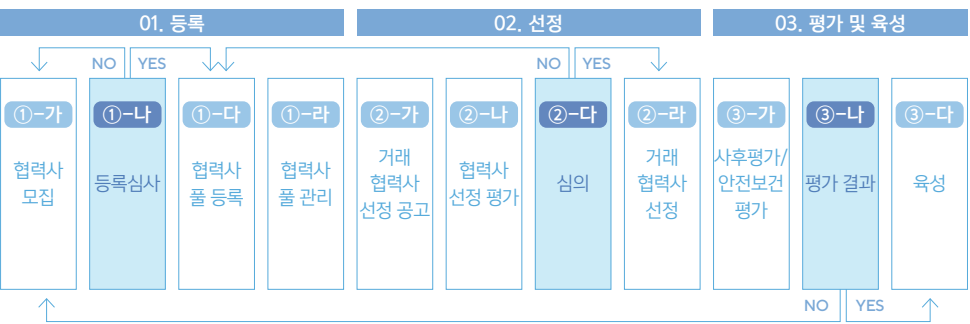 01. 등록
02. 선정
03. 평가 및 육성
NO YES
NO YES
①-가
①-나
①-다
①-라
②-가
②-나
②-다
②-라
③-가
③-나
③-다
협력사
모집
등록심사
협력사
풀 등록
협력사
풀 관리
거래
협력사
선정 공고
협력사
선정 평가
심의
거래
협력사
선정
사후평가/
안전보건
평가
평가 결과
육성
NO YES